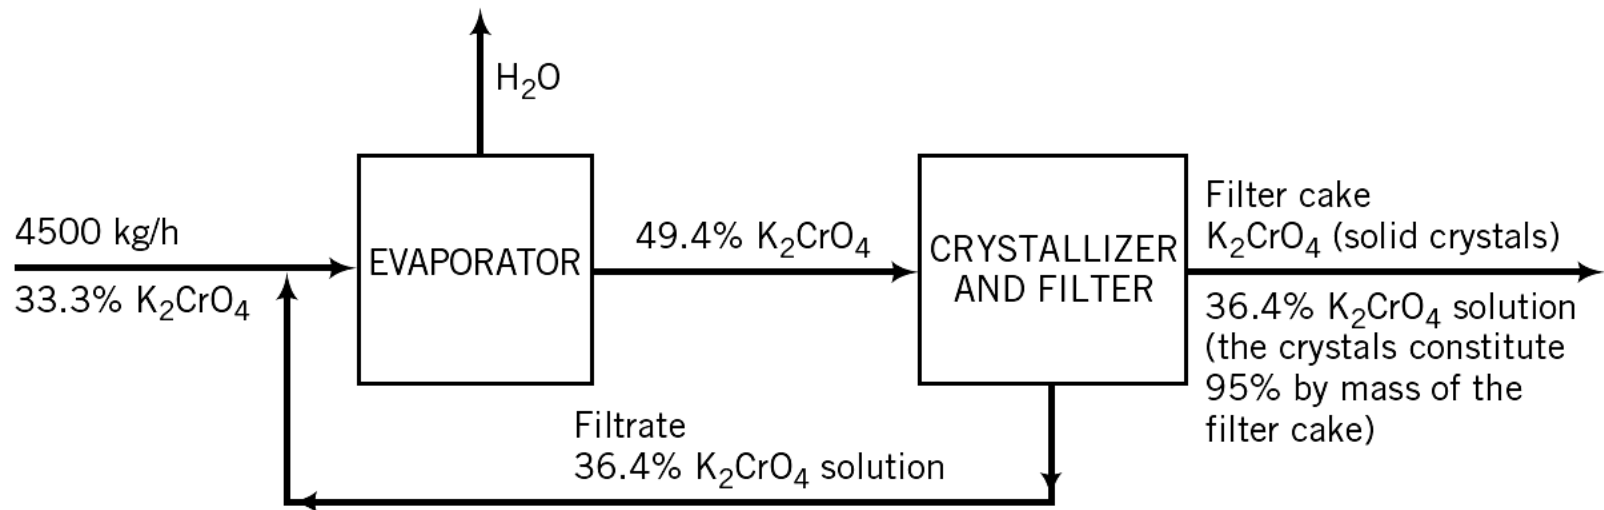 H₂O
4500 kg/h
33.3% K₂CrO₄
EVAPORATOR
49.4% K₂CrO₄
CRYSTALLIZER
AND FILTER
Filter cake
K₂CrO₄ (solid crystals)
36.4% K₂CrO₄ solution
(the crystals constitute
95% by mass of the
filter cake)
Filtrate
36.4% K₂CrO₄ solution